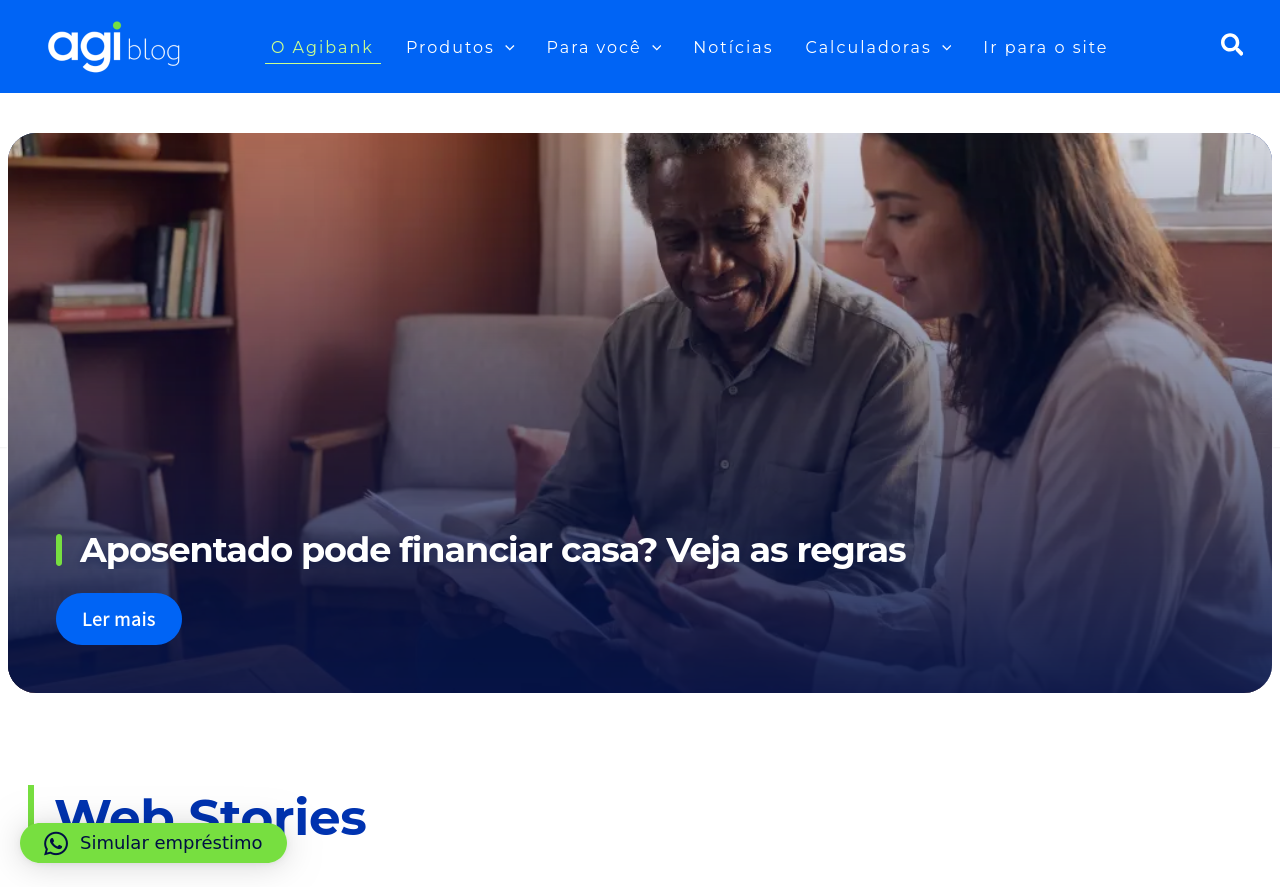 agi blog
O Agibank
Produtos
Para você
Notícias
Calculadoras
Ir para o site
Aposentado pode financiar casa? Veja as regras
Ler mais
Web Stories
Simular empréstimo